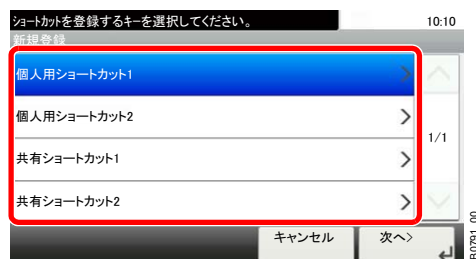 ショートカットを登録するキーを選択してください。 10:10
新規登録
個人用ショートカット1
個人用ショートカット2
1/1
共有ショートカット1
共有ショートカット2
キャンセル 次へ>